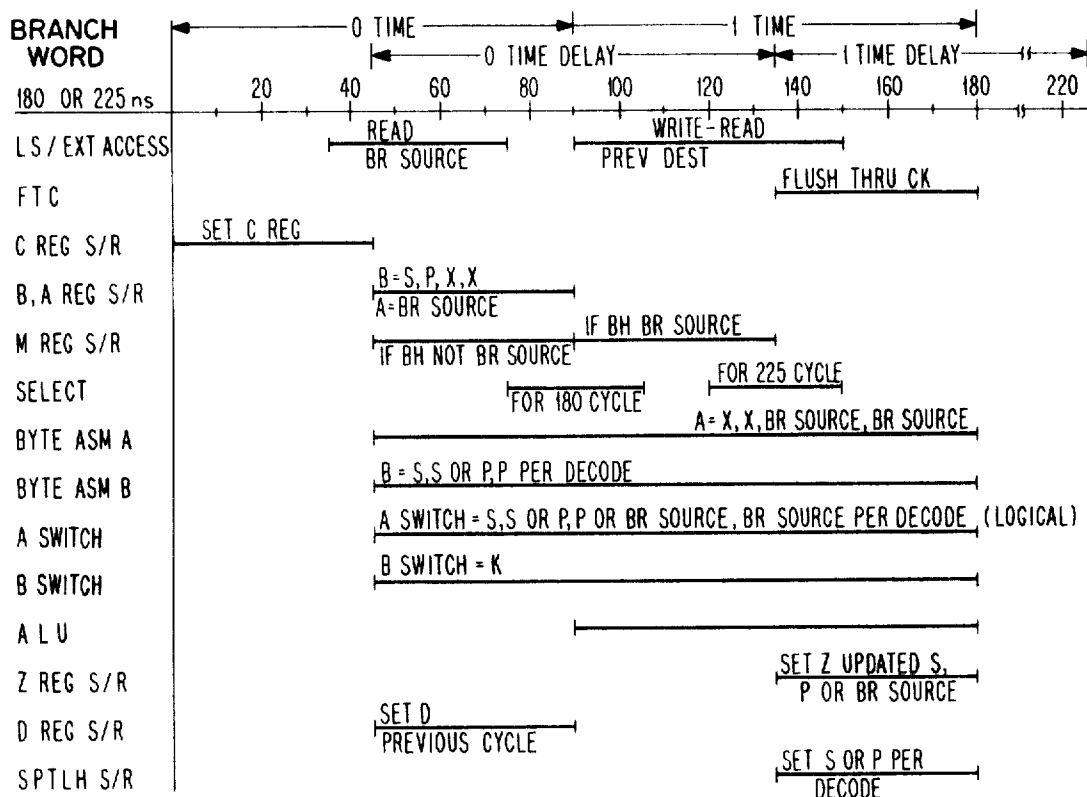 BRANCH WORD
0 TIME
1 TIME
0 TIME DELAY
1 TIME DELAY
180 OR 225 ns
20 40 60 80 100 120 140 160 180 220
LS/EXT ACCESS
READ
BR SOURCE
WRITE-READ
PREV DEST
FTC
FLUSH THRU CK
C REG S/R
SET C REG
B,A REG S/R
B=S,P,X,X
A=BR SOURCE
M REG S/R
IF BH NOT BR SOURCE
IF BH BR SOURCE
SELECT
FOR 180 CYCLE
FOR 225 CYCLE
BYTE ASM A
A=X,X,BR SOURCE,BR SOURCE
BYTE ASM B
B=S,S OR P,P PER DECODE
A SWITCH
A SWITCH=S,S OR P,P OR BR SOURCE,BR SOURCE PER DECODE (LOGICAL)
B SWITCH
B SWITCH=K
ALU
Z REG S/R
SET Z UPDATED S,
P OR BR SOURCE
D REG S/R
SET D
PREVIOUS CYCLE
SPTLH S/R
SET S OR P PER
DECODE